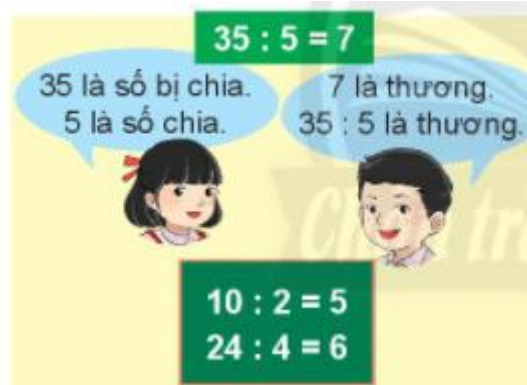 35 : 5 = 7
35 là số bị chia.
5 là số chia.
7 là thương.
35 : 5 là thương.
10 : 2 = 5
24 : 4 = 6